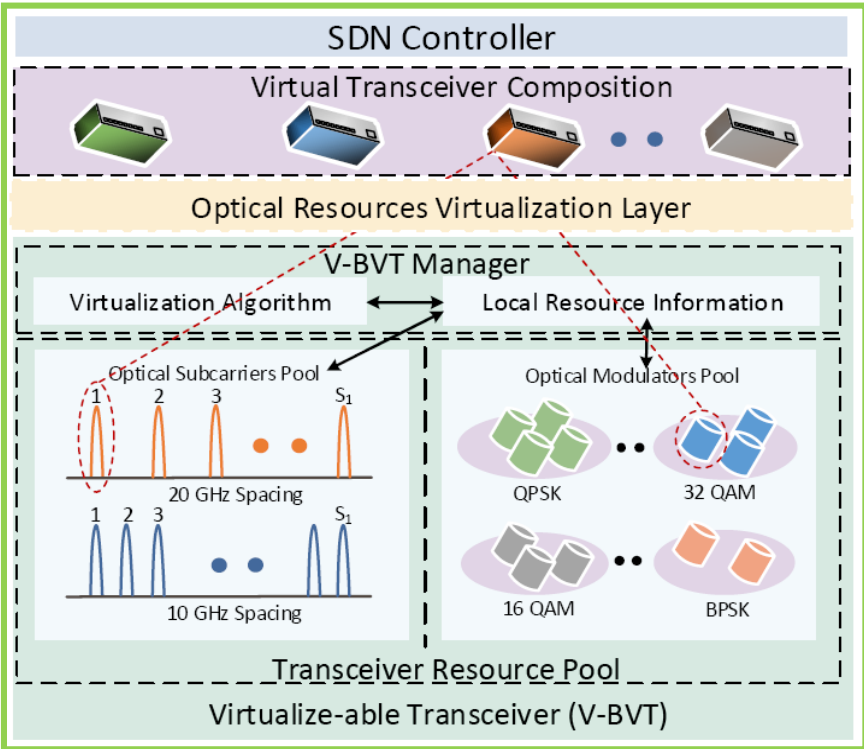 SDN Controller
Virtual Transceiver Composition
Optical Resources Virtualization Layer
V-BVT Manager
Virtualization Algorithm
Local Resource Information
Optical Subcarriers Pool
1 2 3 S₁
20 GHz Spacing
1 2 3 S₁
10 GHz Spacing
Optical Modulators Pool
QPSK 32 QAM
16 QAM BPSK
Transceiver Resource Pool
Virtualize-able Transceiver (V-BVT)